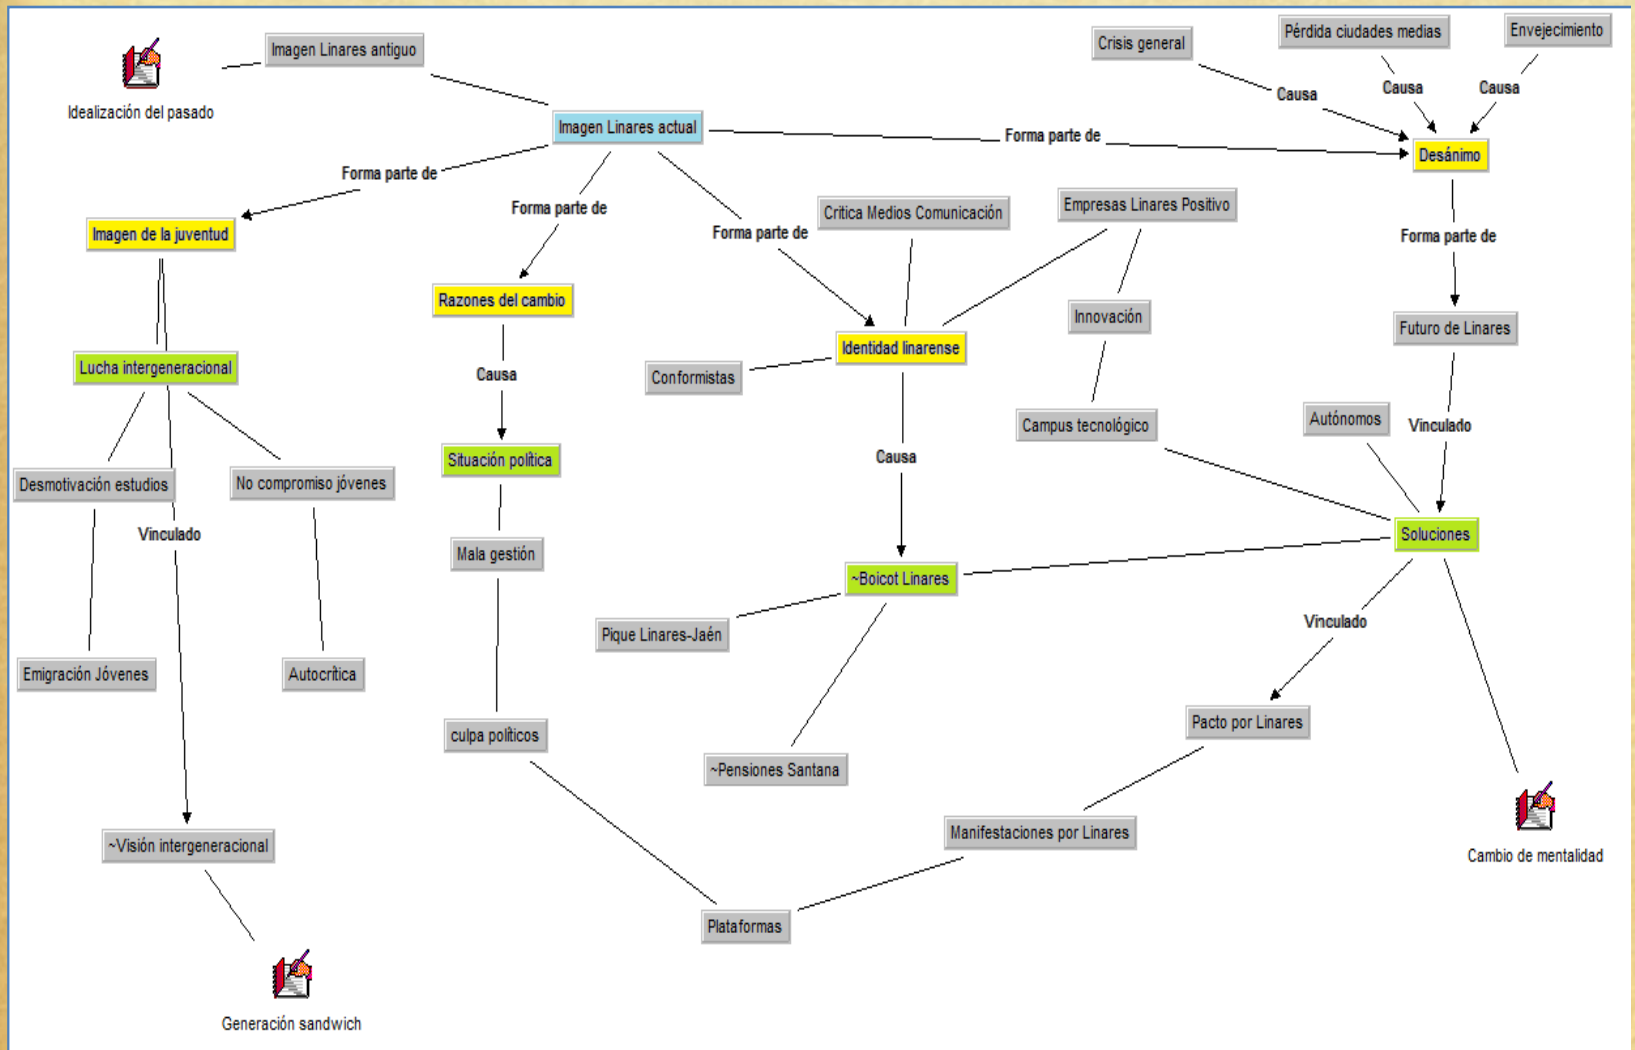 Pérdida ciudades medias
Envejecimiento
Crisis general
Imagen Linares antiguo
Causa
Causa
Causa
Idealización del pasado
Imagen Linares actual
Forma parte de
Desánimo
Forma parte de
Forma parte de
Critica Medios Comunicación
Empresas Linares Positivo
Imagen de la juventud
Forma parte de
Forma parte de
Razones del cambio
Innovación
Futuro de Linares
Identidad linarense
Lucha intergeneracional
Causa
Conformistas
Campus tecnológico
Autónomos
Vinculado
Situación política
Causa
Desmotivación estudios
No compromiso jóvenes
Vinculado
Soluciones
Mala gestión
~Boicot Linares
Pique Linares-Jaén
Vinculado
Emigración Jóvenes
Autocrítica
culpa políticos
Pacto por Linares
~Pensiones Santana
~Visión intergeneracional
Manifestaciones por Linares
Cambio de mentalidad
Plataformas
Generación sandwich